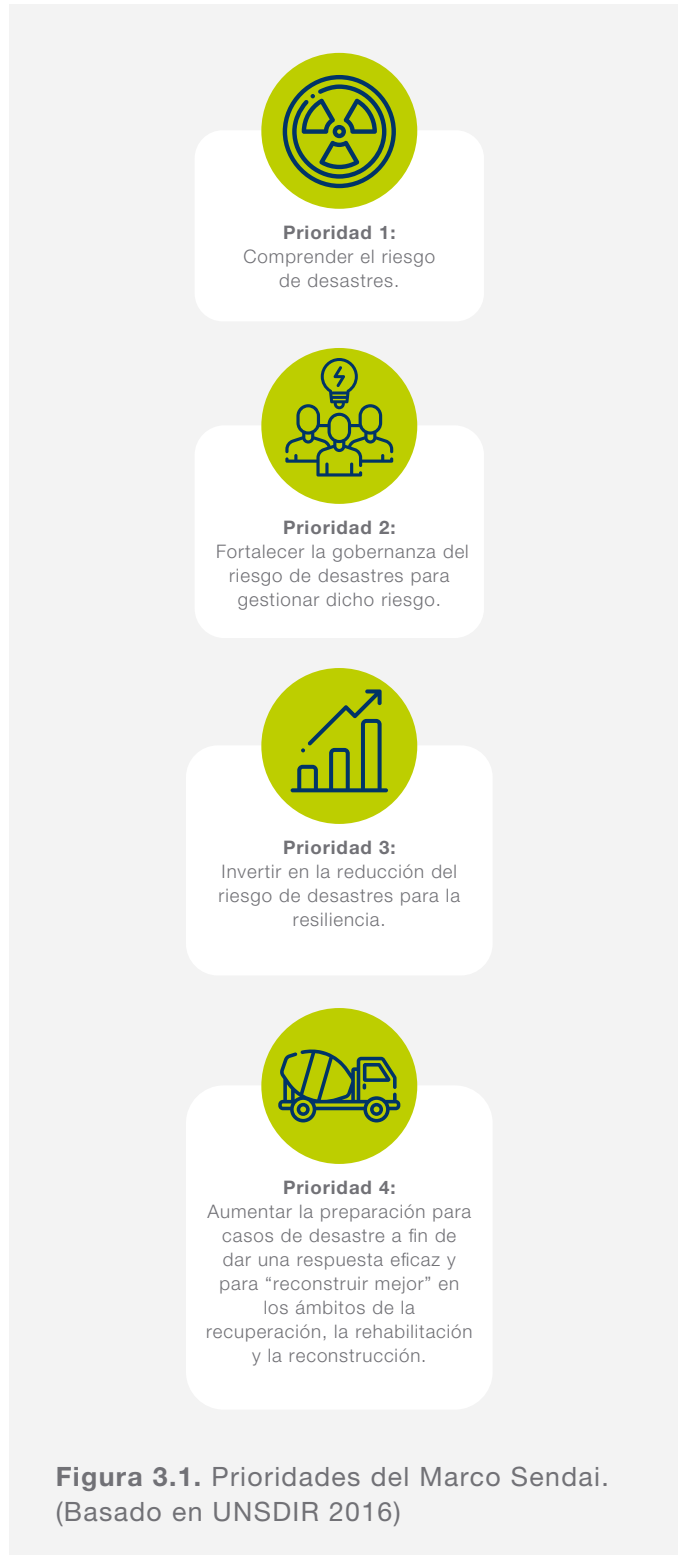 Prioridad 1:
Comprender el riesgo
de desastres.
Prioridad 2:
Fortalecer la gobernanza del
riesgo de desastres para
gestionar dicho riesgo.
Prioridad 3:
Invertir en la reducción del
riesgo de desastres para la
resiliencia.
Prioridad 4:
Aumentar la preparación para
casos de desastre a fin de
dar una respuesta eficaz y
para “reconstruir mejor” en
los ámbitos de la
recuperación, la rehabilitación
y la reconstrucción.
Figura 3.1. Prioridades del Marco Sendai.
(Basado en UNSDIR 2016)